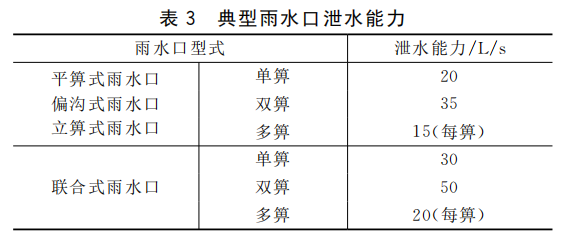 表3 典型雨水口泄水能力
雨水口型式 泄水能力/L/s
平箅式雨水口 单箅 20
偏沟式雨水口 双箅 35
立箅式雨水口 多箅 15(每箅)
单箅 30
联合式雨水口 双箅 50
多箅 20(每箅)